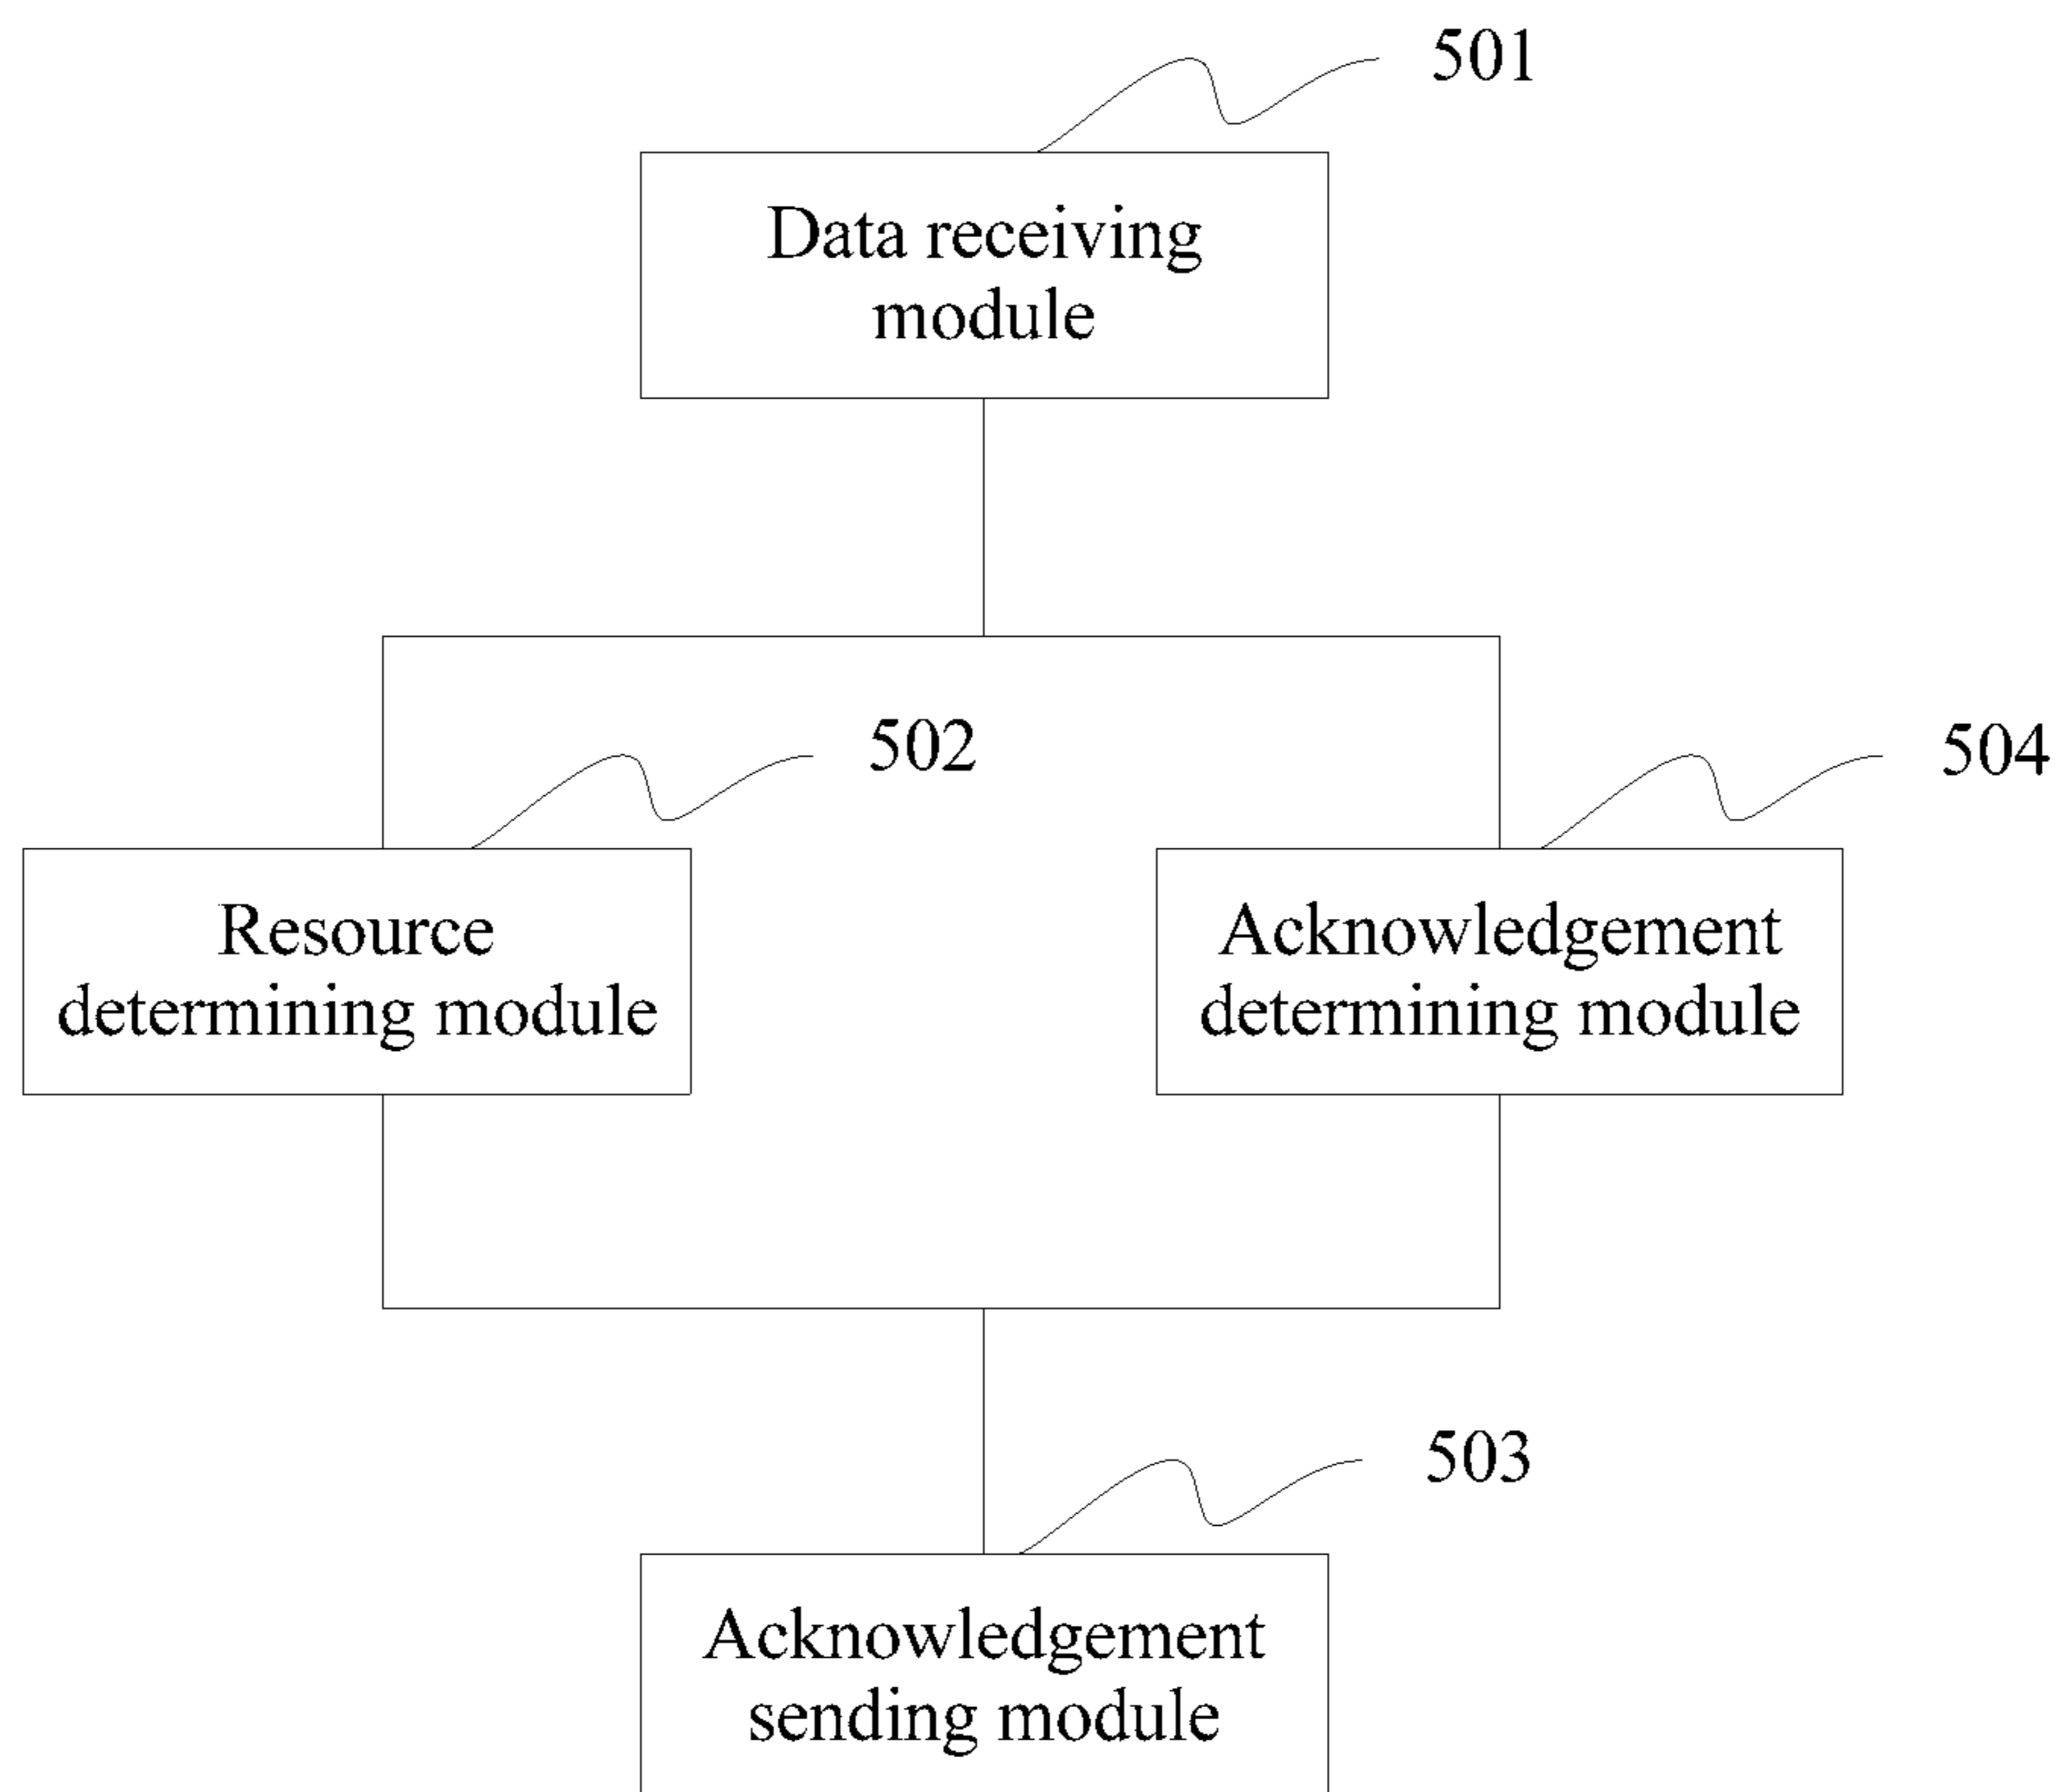 501
Data receiving
module
502
504
Resource
determining module
Acknowledgement
determining module
503
Acknowledgement
sending module